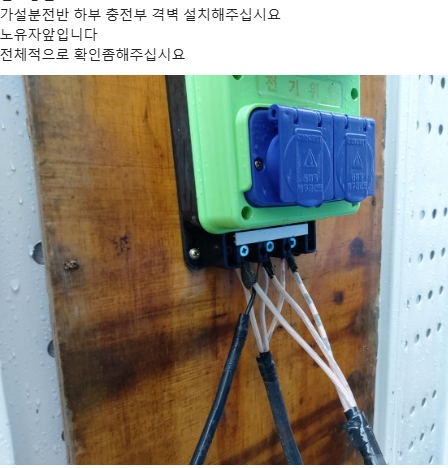 가설분전반 하부 충전부 격벽 설치해주십시요
노유자앞입니다
전체적으로 확인좀해주십시요
전기위